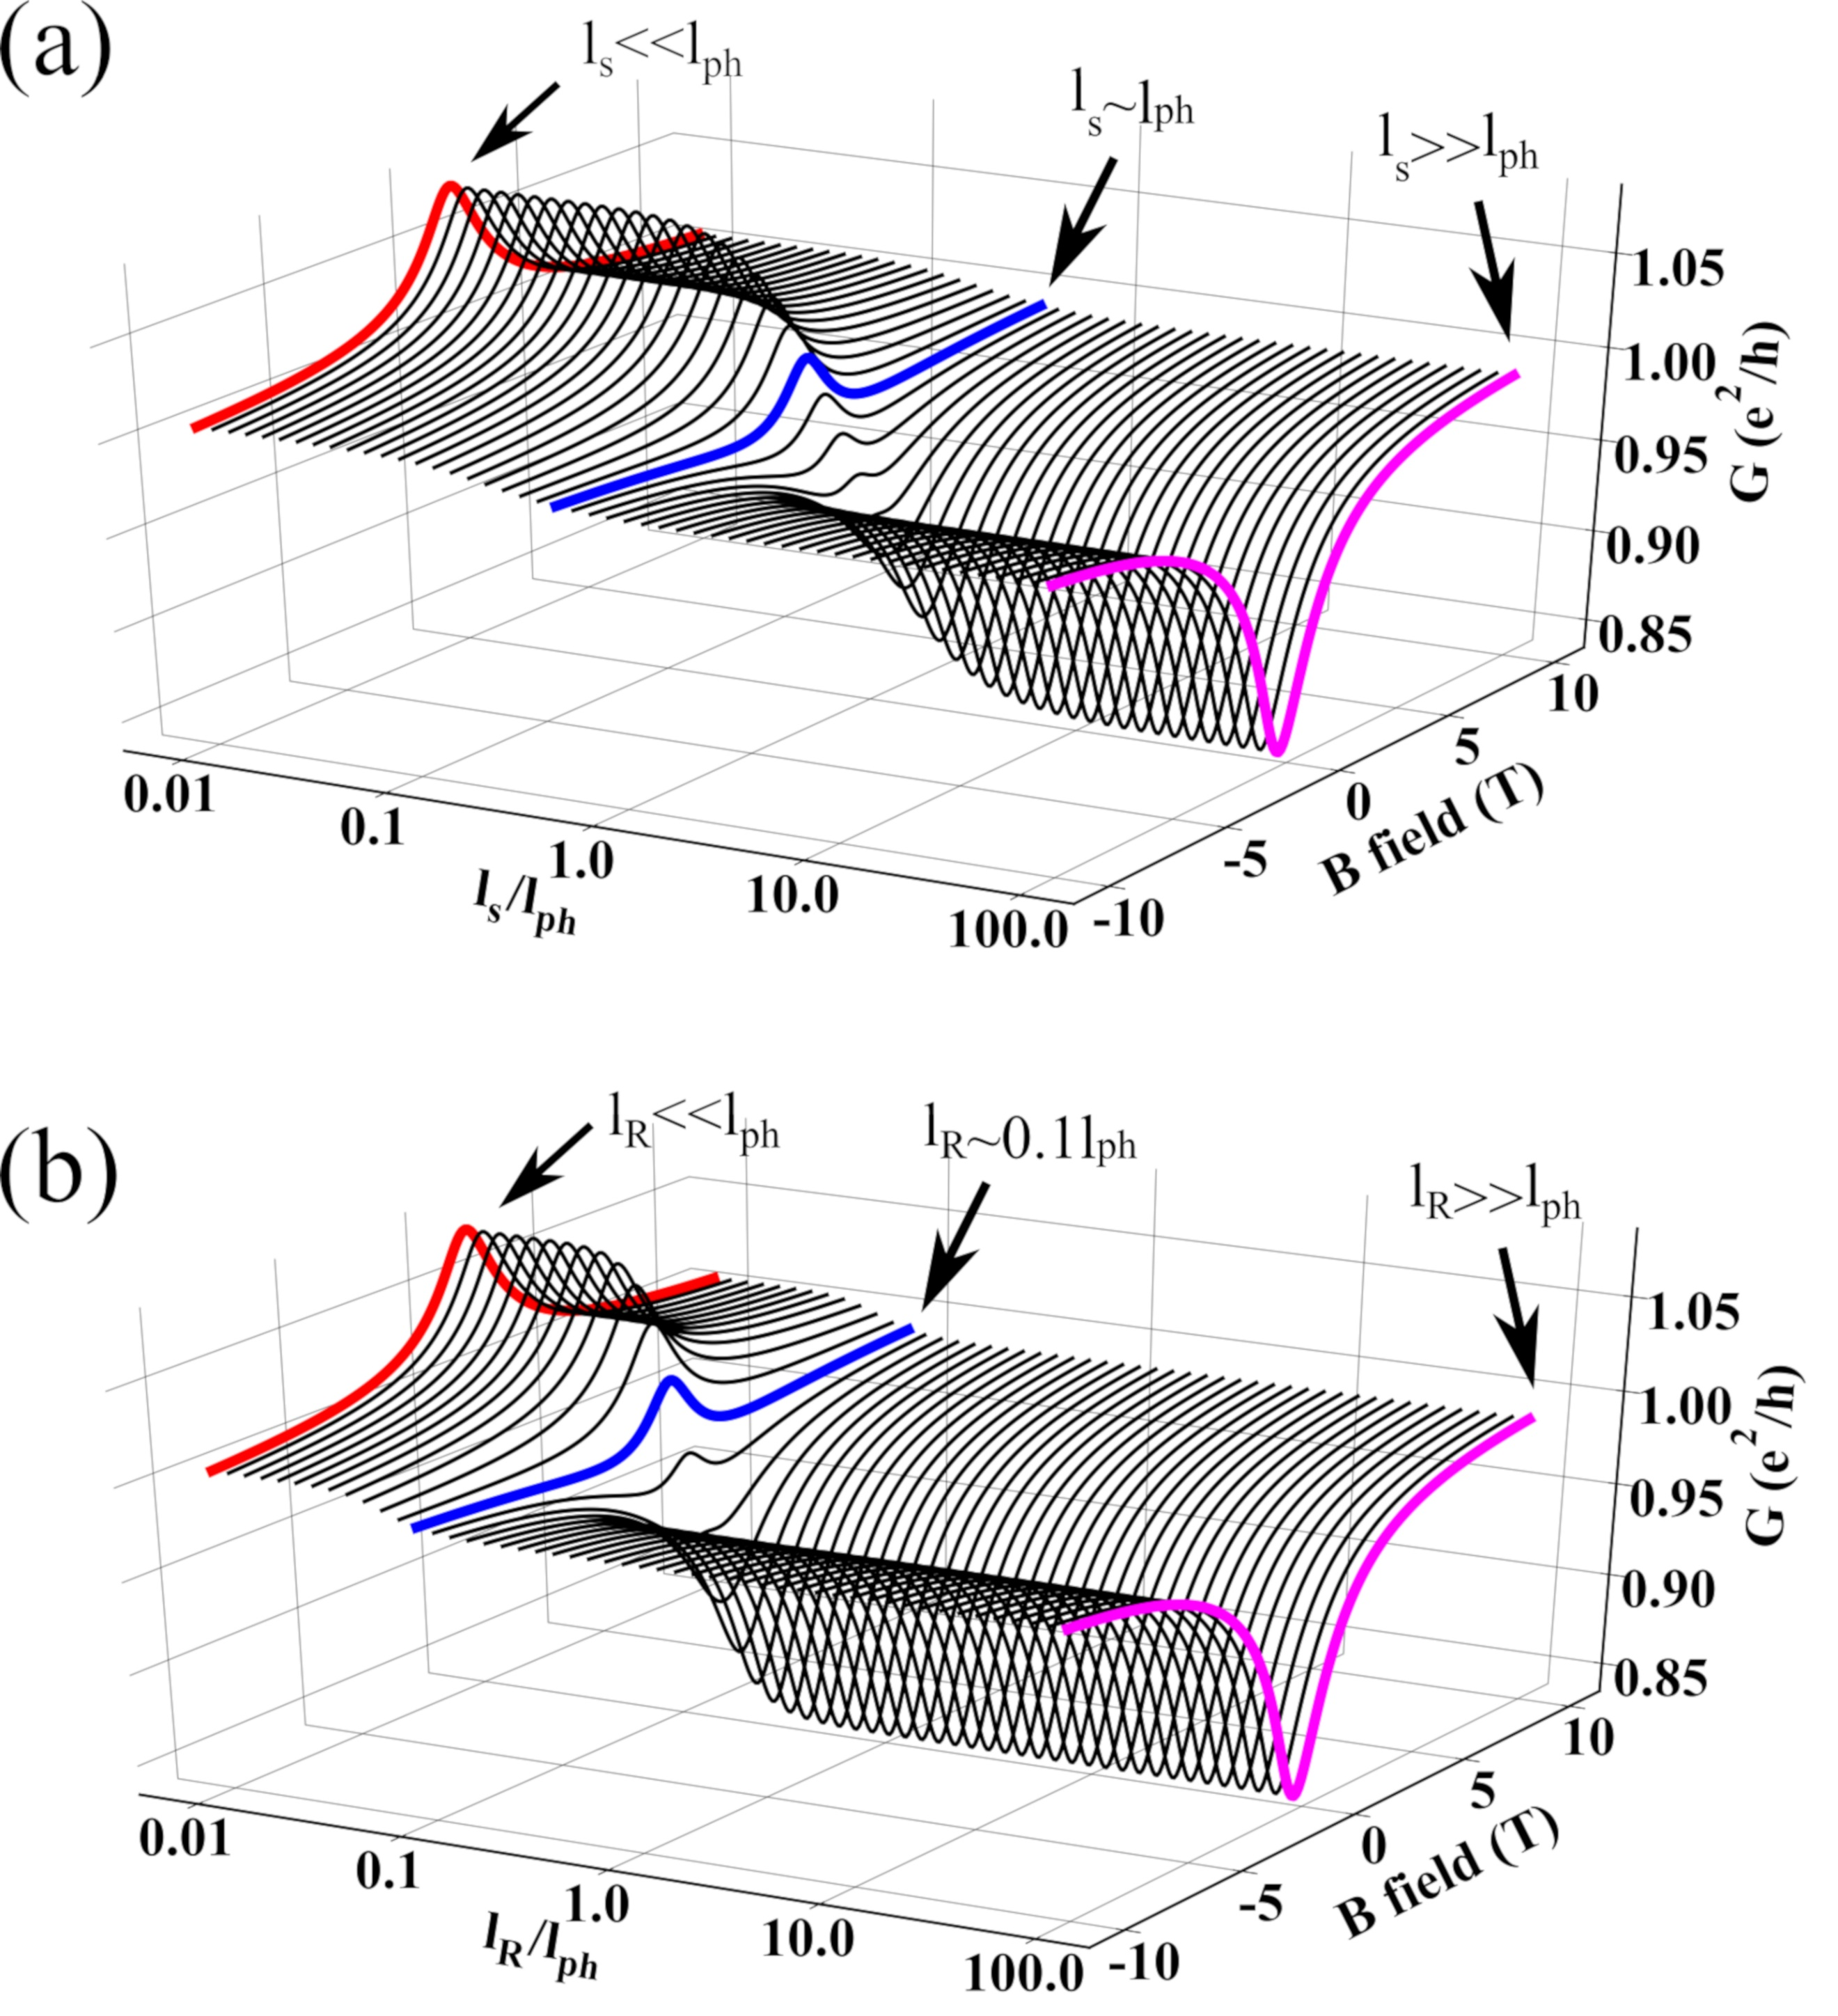 (a)
ls<<lph
ls~lph
ls>>lph
1.05
1.00
0.95
0.90
0.85
G (e²/h)
10
5
0
-5
-10
B field (T)
0.01
0.1
1.0
10.0
100.0
ls/lph
(b)
lR<<lph
lR~0.1lph
lR>>lph
1.05
1.00
0.95
0.90
0.85
G (e²/h)
10
5
0
-5
-10
B field (T)
0.01
0.1
1.0
10.0
100.0
lR/lph